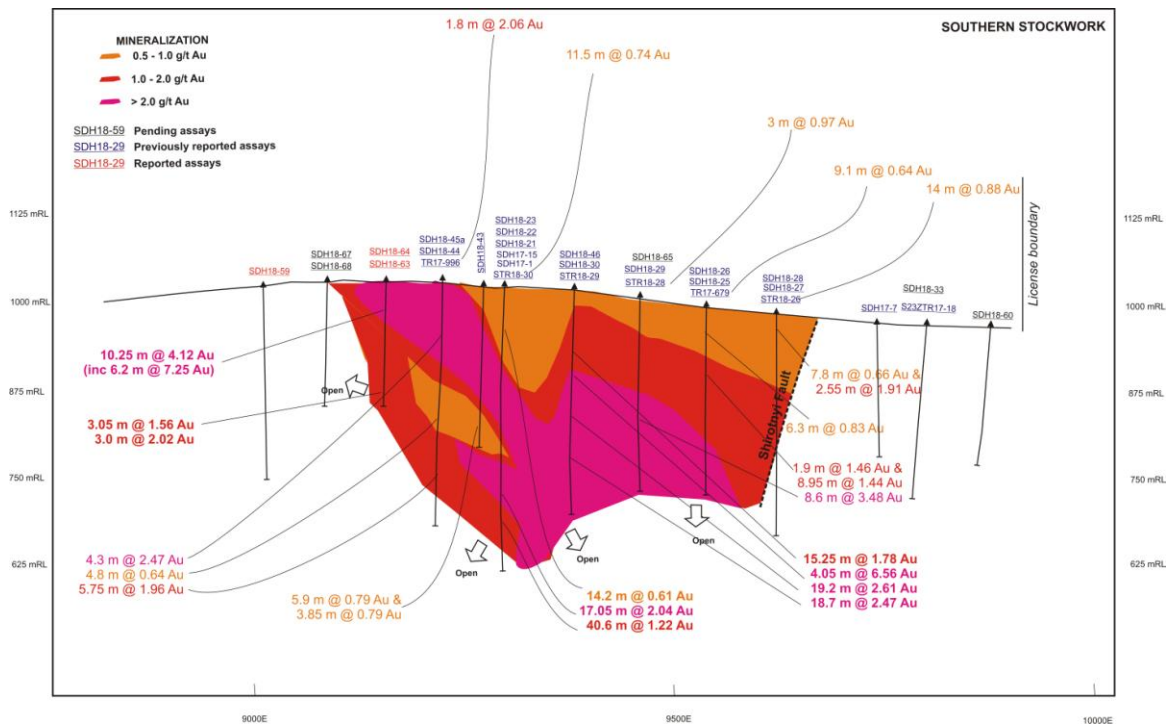 SOUTHERN STOCKWORK
MINERALIZATION
0.5 - 1.0 g/t Au
1.0 - 2.0 g/t Au
> 2.0 g/t Au
SDH18-59 Pending assays
SDH18-29 Previously reported assays
SDH18-29 Reported assays
1.8 m @ 2.06 Au
11.5 m @ 0.74 Au
3 m @ 0.97 Au
9.1 m @ 0.64 Au
14 m @ 0.88 Au
License boundary
1125 mRL
1000 mRL
875 mRL
750 mRL
625 mRL
1125 mRL
1000 mRL
875 mRL
750 mRL
625 mRL
SDH18-59
SDH18-67
SDH18-68
SDH18-64
SDH18-63
SDH18-45a
SDH18-44
TR17-996
SDH18-43
SDH18-23
SDH18-22
SDH18-21
SDH17-15
SDH17-1
STR18-30
SDH18-46
SDH18-30
STR18-29
SDH18-65
SDH18-29
STR18-28
SDH18-26
SDH18-25
TR17-679
SDH18-28
SDH18-27
STR18-26
SDH17-7
SDH18-33
S23ZTR17-18
SDH18-60
10.25 m @ 4.12 Au
(inc 6.2 m @ 7.25 Au)
Open
3.05 m @ 1.56 Au
3.0 m @ 2.02 Au
4.3 m @ 2.47 Au
4.8 m @ 0.64 Au
5.75 m @ 1.96 Au
5.9 m @ 0.79 Au &
3.85 m @ 0.79 Au
Open
Open
Open
14.2 m @ 0.61 Au
17.05 m @ 2.04 Au
40.6 m @ 1.22 Au
Shirotnyi Fault
7.8 m @ 0.66 Au &
2.55 m @ 1.91 Au
6.3 m @ 0.83 Au
1.9 m @ 1.46 Au &
8.95 m @ 1.44 Au
8.6 m @ 3.48 Au
15.25 m @ 1.78 Au
4.05 m @ 6.56 Au
19.2 m @ 2.61 Au
18.7 m @ 2.47 Au
9000E
9500E
10000E